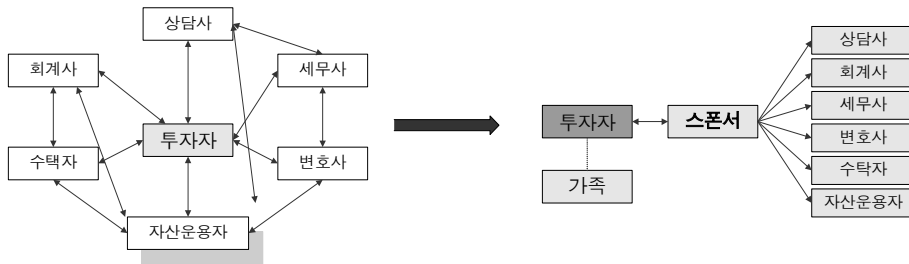 상담사
회계사
세무사
투자자
수택자
변호사
자산운용자
투자자
가족
스폰서
상담사
회계사
세무사
변호사
수탁자
자산운용자